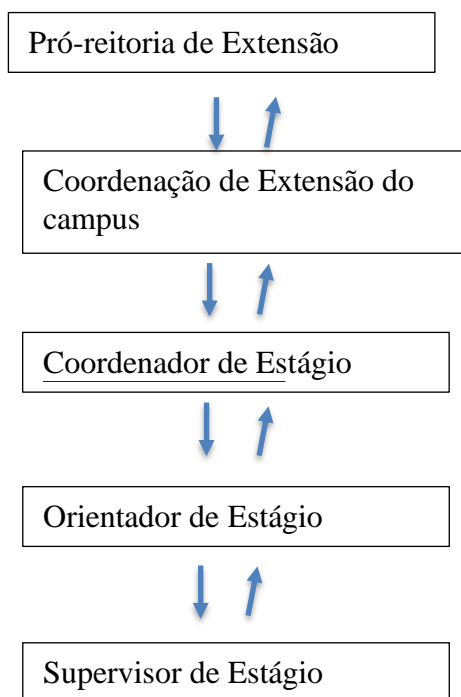 Pró-reitoria de Extensão
Coordenação de Extensão do
campus
Coordenador de Estágio
Orientador de Estágio
Supervisor de Estágio